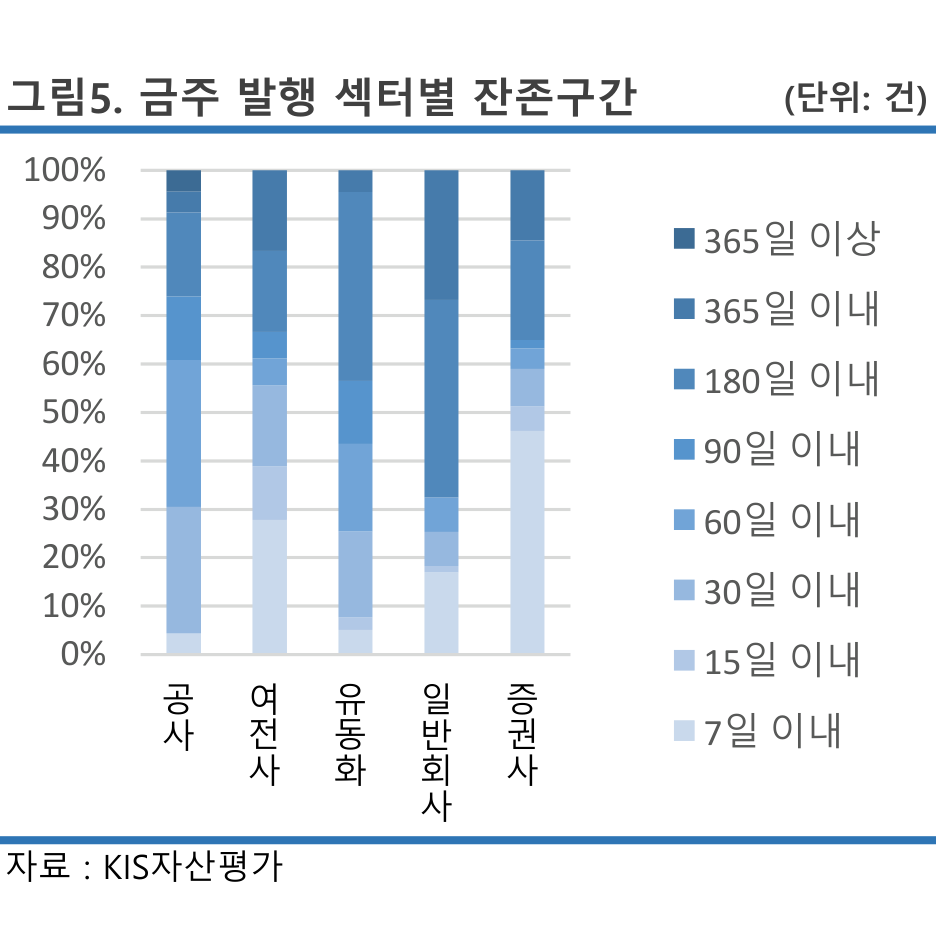 그림5. 금주 발행 섹터별 잔존구간 (단위: 건)
100%
90%
80%
70%
60%
50%
40%
30%
20%
10%
0%
공사
여전사
유동화
일반회사
증권사
365일 이상
365일 이내
180일 이내
90일 이내
60일 이내
30일 이내
15일 이내
7일 이내
자료 : KIS자산평가